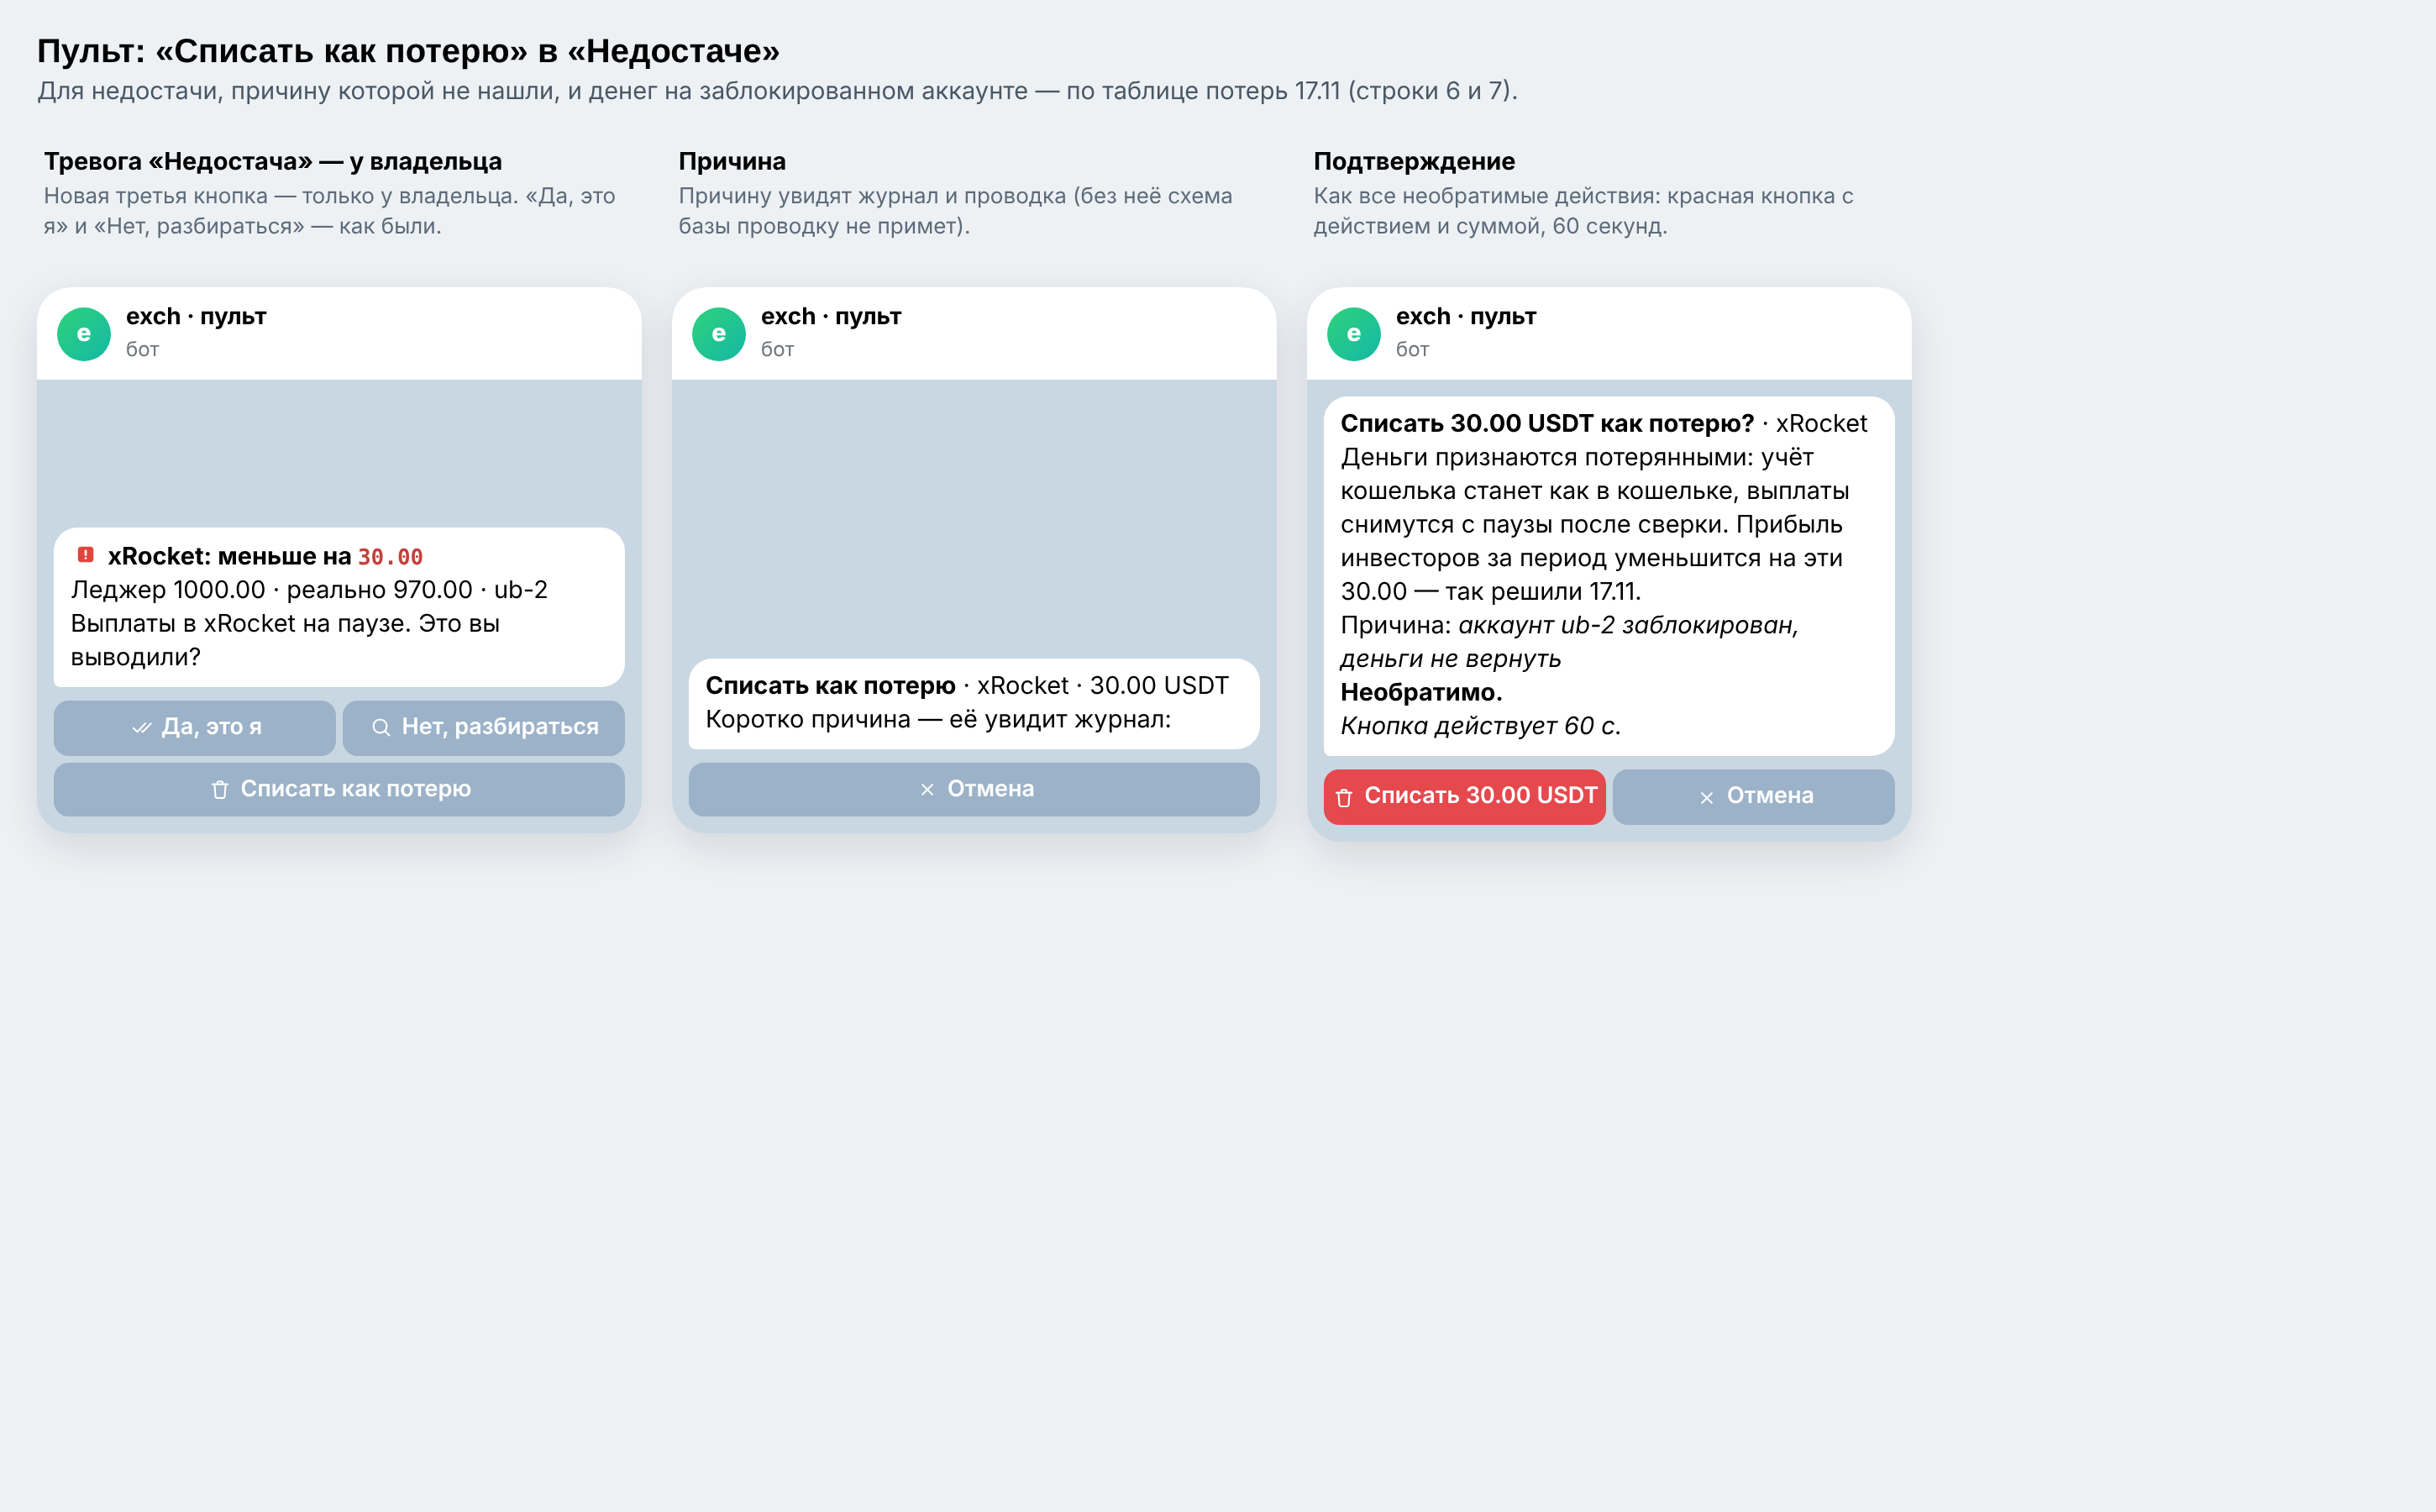 Пульт: «Списать как потерю» в «Недостаче»
Для недостачи, причину которой не нашли, и денег на заблокированном аккаунте — по таблице потерь 17.11 (строки 6 и 7).
Тревога «Недостача» — у владельца
Новая третья кнопка — только у владельца. «Да, это
я» и «Нет, разбираться» — как были.
e
exch · пульт
бот
xRocket: меньше на 30.00
Леджер 1000.00 · реально 970.00 · ub-2
Выплаты в xRocket на паузе. Это вы
выводили?
Да, это я
Нет, разбираться
Списать как потерю
Причина
Причину увидят журнал и проводка (без неё схема
базы проводку не примет).
e
exch · пульт
бот
Списать как потерю · xRocket · 30.00 USDT
Коротко причина — её увидит журнал:
Отмена
Подтверждение
Как все необратимые действия: красная кнопка с
действием и суммой, 60 секунд.
e
exch · пульт
бот
Списать 30.00 USDT как потерю? · xRocket
Деньги признаются потерянными: учёт
кошелька станет как в кошельке, выплаты
снимутся с паузы после сверки. Прибыль
инвесторов за период уменьшится на эти
30.00 — так решили 17.11.
Причина: аккаунт ub-2 заблокирован,
деньги не вернуть
Необратимо.
Кнопка действует 60 с.
Списать 30.00 USDT
Отмена